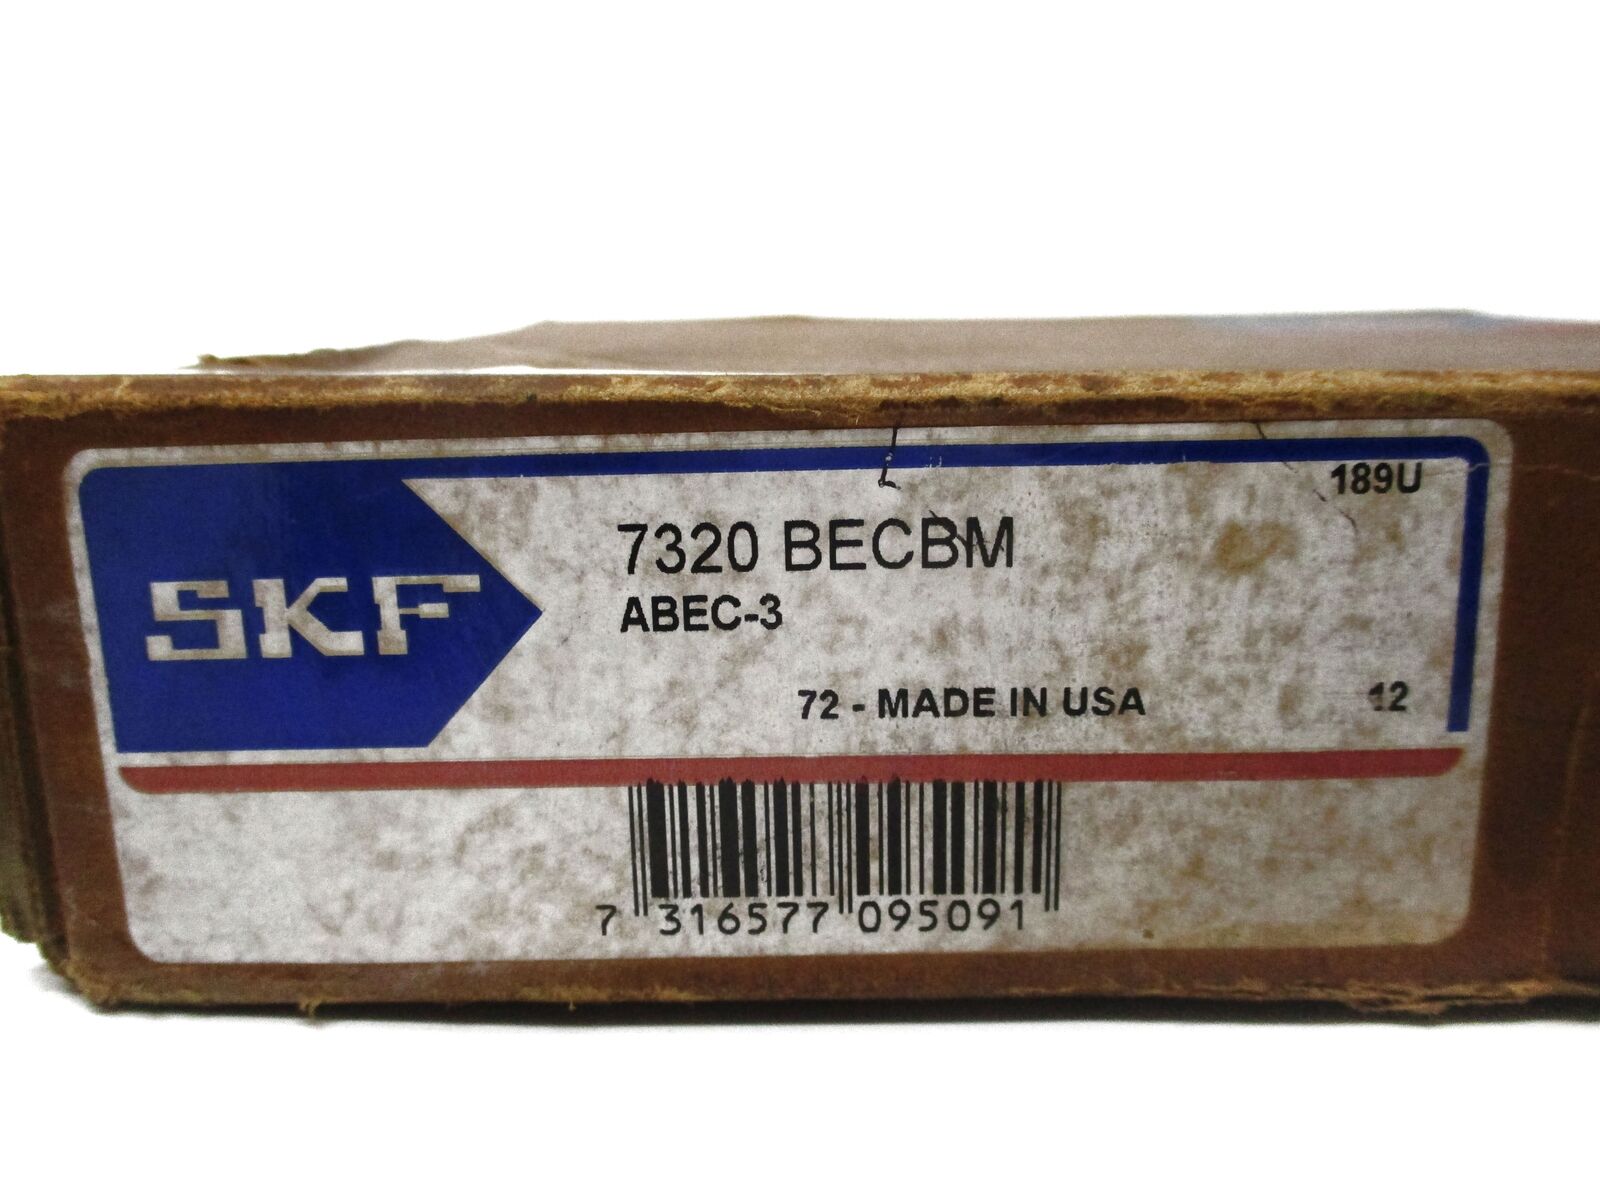 189U
SKF
7320 BECBM
ABEC-3
72 - MADE IN USA
12
7 316577 095091